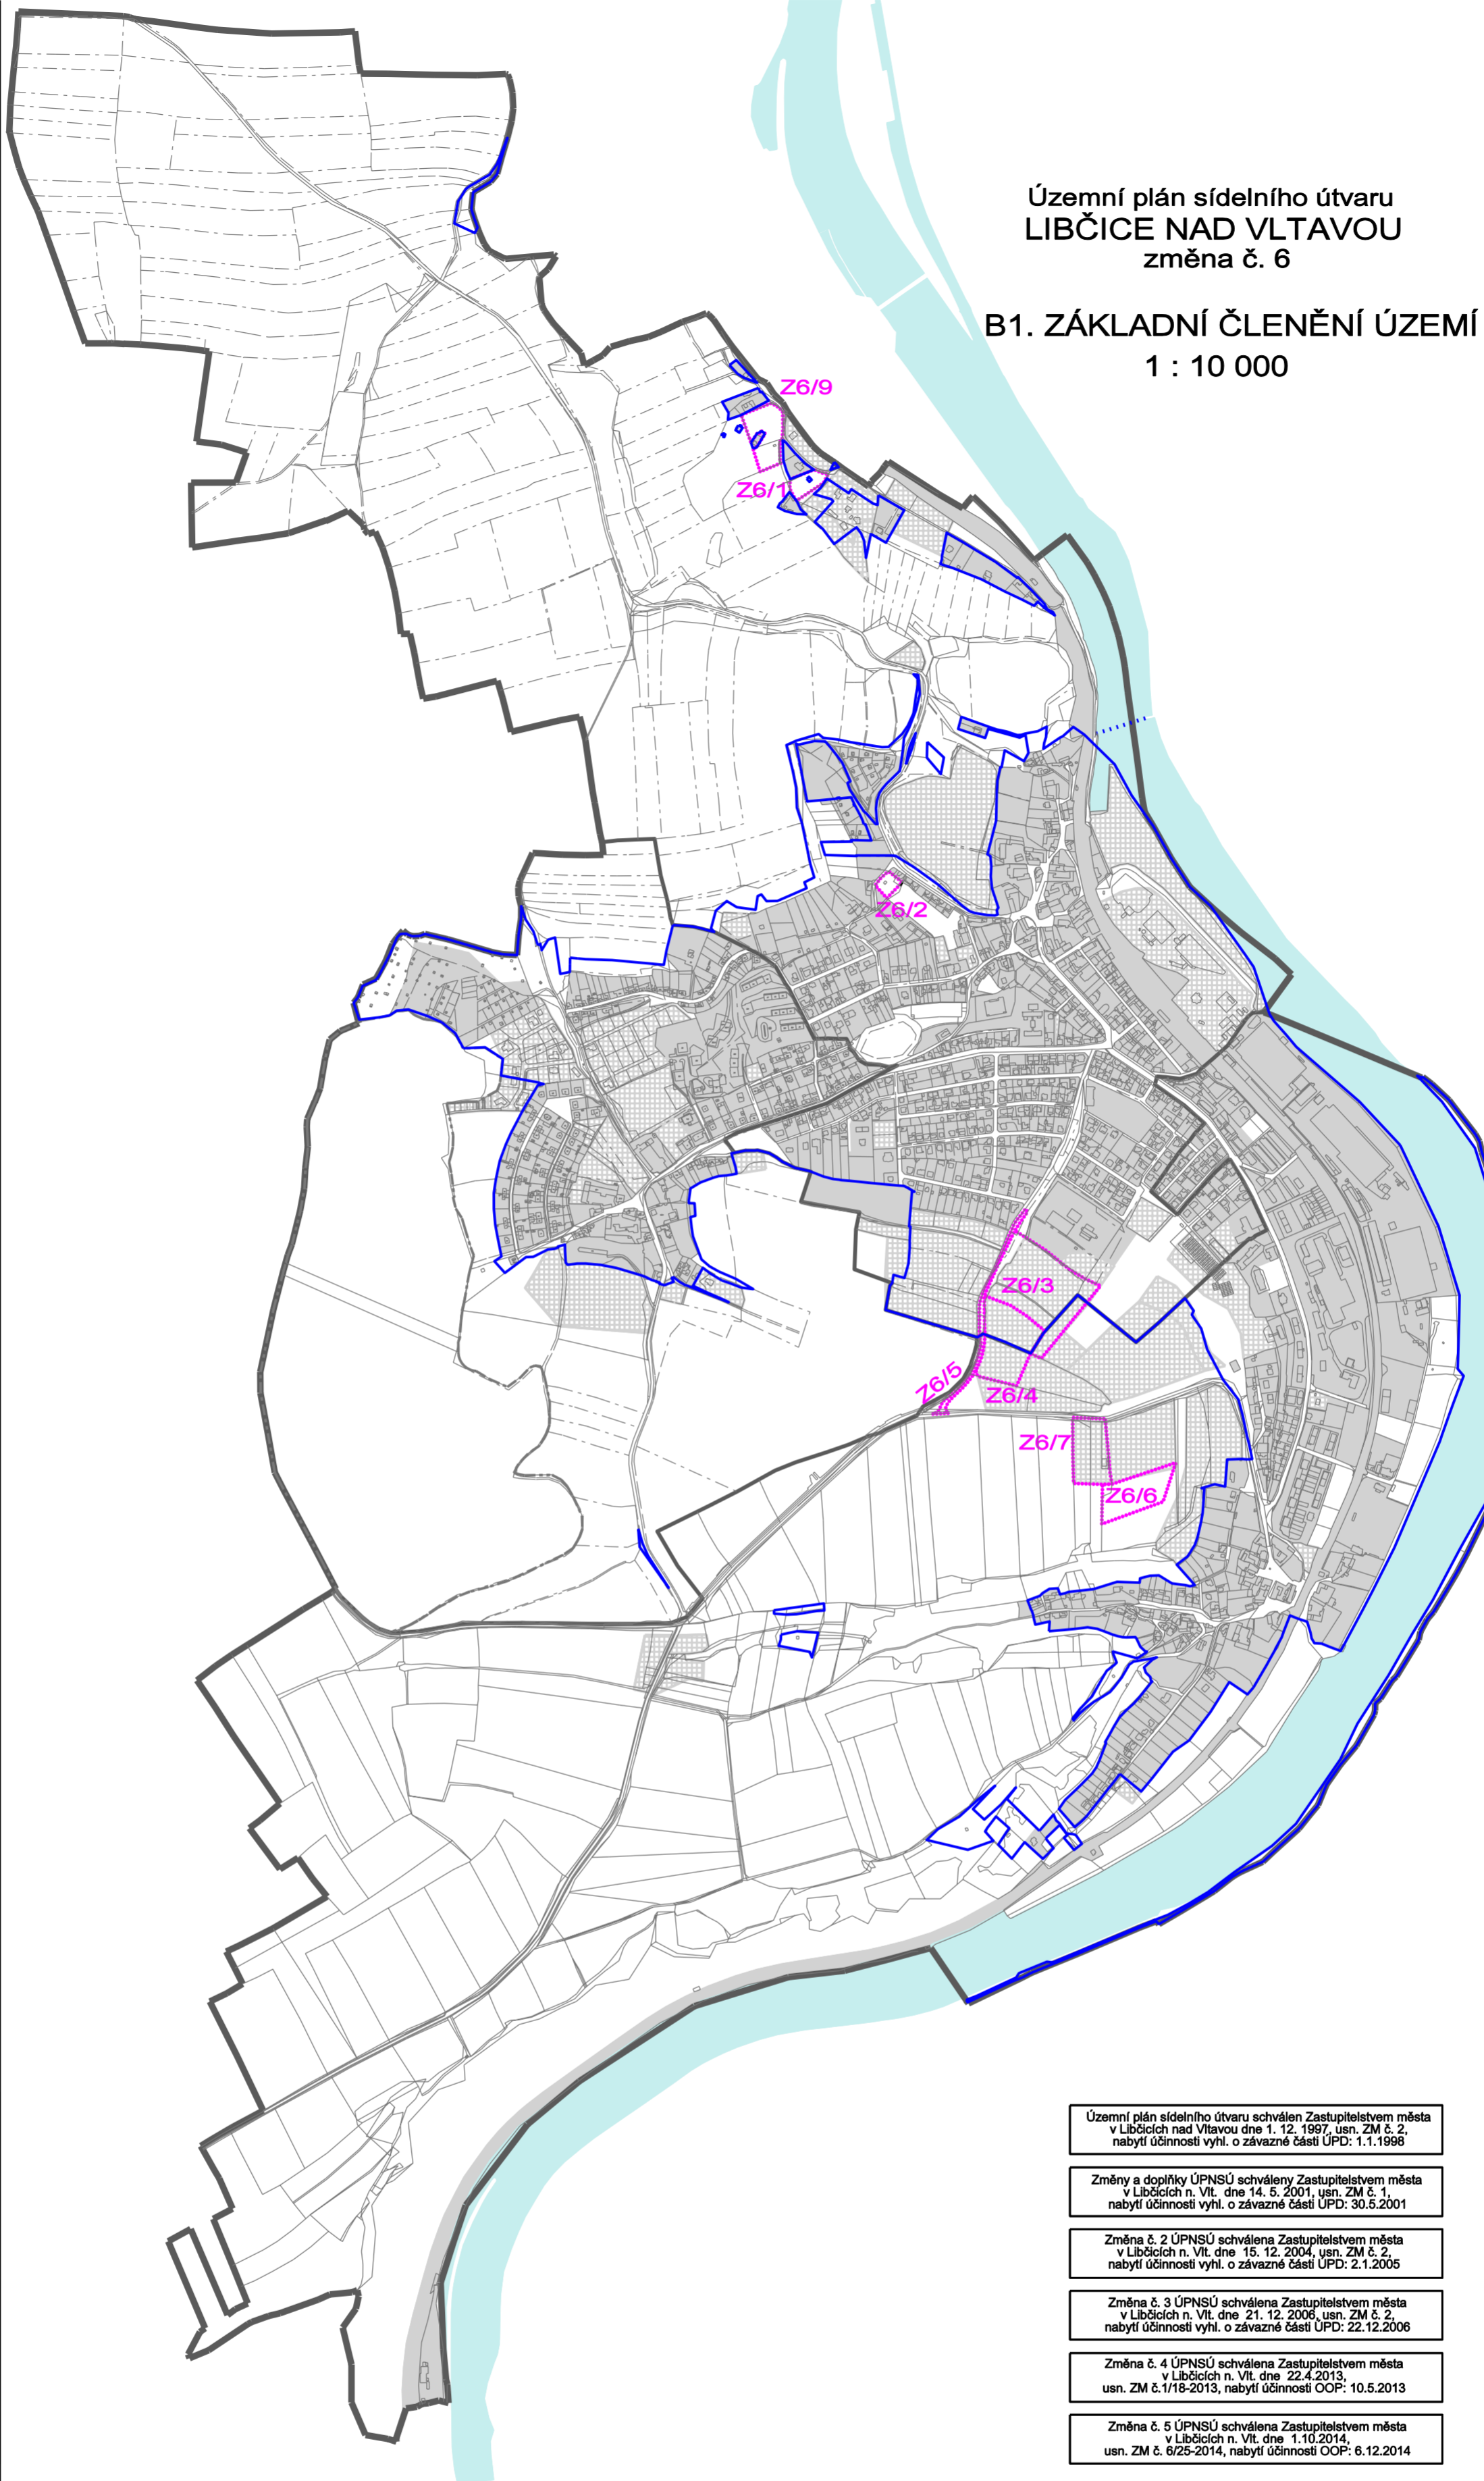 Územní plán sídelního útvaru
LIBČICE NAD VLTAVOU
změna č. 6
B1. ZÁKLADNÍ ČLENĚNÍ ÚZEMÍ
1 : 10 000
Z6/9
Z6/1
Z6/2
Z6/3
Z6/5
Z6/4
Z6/7
Z6/6
Územní plán sídelního útvaru schválen Zastupitelstvem města
v Libčicích nad Vltavou dne 1. 12. 1997, usn. ZM č. 2,
nabytí účinnosti vyhl. o závazné části ÚPD: 1.1.1998
Změny a doplňky ÚPNSÚ schváleny Zastupitelstvem města
v Libčicích n. Vlt. dne 14. 5. 2001, usn. ZM č. 1,
nabytí účinnosti vyhl. o závazné části ÚPD: 30.5.2001
Změna č. 2 ÚPNSÚ schválena Zastupitelstvem města
v Libčicích n. Vlt. dne 15. 12. 2004, usn. ZM č. 2,
nabytí účinnosti vyhl. o závazné části ÚPD: 2.1.2005
Změna č. 3 ÚPNSÚ schválena Zastupitelstvem města
v Libčicích n. Vlt. dne 21. 12. 2006, usn. ZM č. 2,
nabytí účinnosti vyhl. o závazné části ÚPD: 22.12.2006
Změna č. 4 ÚPNSÚ schválena Zastupitelstvem města
v Libčicích n. Vlt. dne 22.4.2013,
usn. ZM č.1/18-2013, nabytí účinnosti OOP: 10.5.2013
Změna č. 5 ÚPNSÚ schválena Zastupitelstvem města
v Libčicích n. Vlt. dne 1.10.2014,
usn. ZM č. 6/25-2014, nabytí účinnosti OOP: 6.12.2014